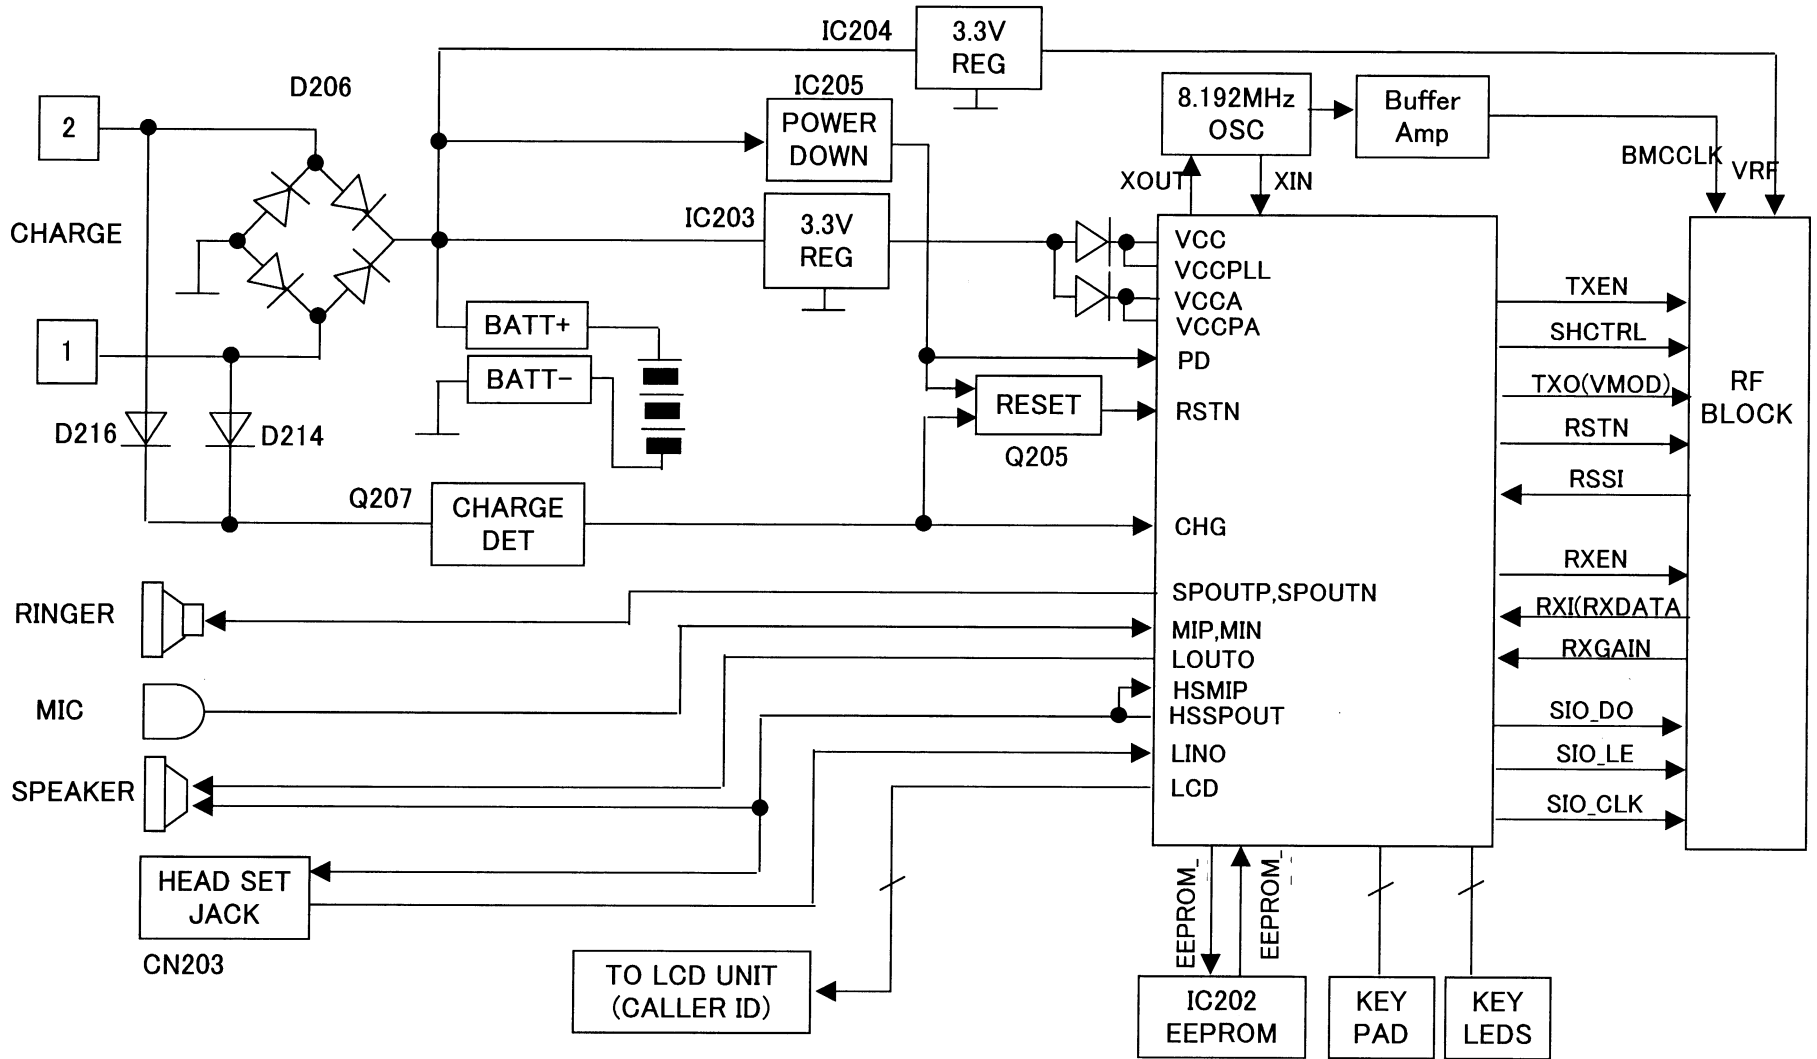 IC204
3.3V
REG
D206
IC205
POWER
DOWN
8.192MHz
OSC
Buffer
Amp
2
BMCCLK
VRF
XOUT
XIN
CHARGE
IC203
3.3V
REG
VCC
VCCPLL
VCCA
VCCPA
PD
1
BATT+
BATT-
RESET
RSTN
Q205
D216
D214
Q207
CHARGE
DET
CHG
TXEN
SHCTRL
TXO(VMOD)
RSTN
RSSI
RXEN
RXI(RXDATA
RXGAIN
SIO_DO
SIO_LE
SIO_CLK
RF
BLOCK
RINGER
SPOUTP,SPOUTN
MIP,MIN
LOUTO
HSMIP
HSSPOUT
LINO
LCD
MIC
SPEAKER
HEAD SET
JACK
CN203
TO LCD UNIT
(CALLER ID)
EEPROM_
EEPROM_
IC202
EEPROM
KEY
PAD
KEY
LEDS